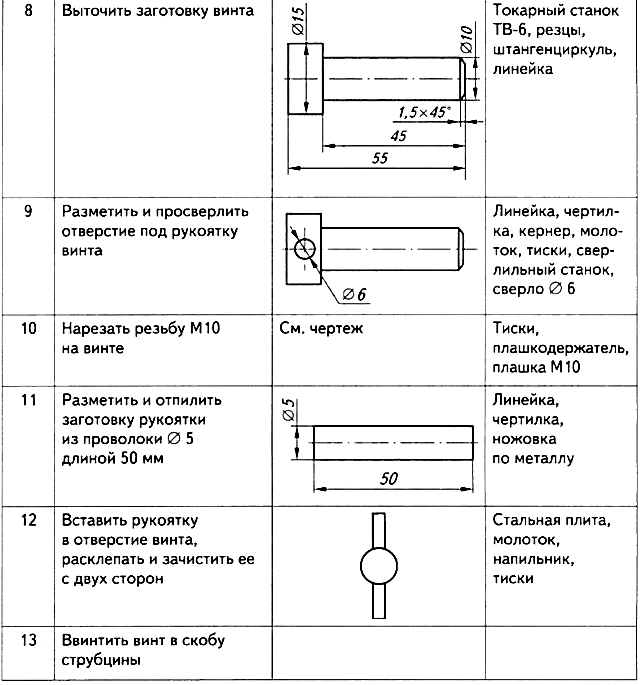 8
Выточить заготовку винта
∅15
∅10
1,5×45°
45
55
Токарный станок
ТВ-6, резцы,
штангенциркуль,
линейка
9
Разметить и просверлить
отверстие под рукоятку
винта
∅6
Линейка, чертил-
ка, кернер, моло-
ток, тиски, свер-
лильный станок,
сверло ∅ 6
10
Нарезать резьбу М10
на винте
См. чертеж
Тиски,
плашкодержатель,
плашка М10
11
Разметить и отпилить
заготовку рукоятки
из проволоки ∅ 5
длиной 50 мм
∅5
50
Линейка,
чертилка,
ножовка
по металлу
12
Вставить рукоятку
в отверстие винта,
расклепать и зачистить ее
с двух сторон
Стальная плита,
молоток,
напильник,
тиски
13
Ввинтить винт в скобу
струбцины